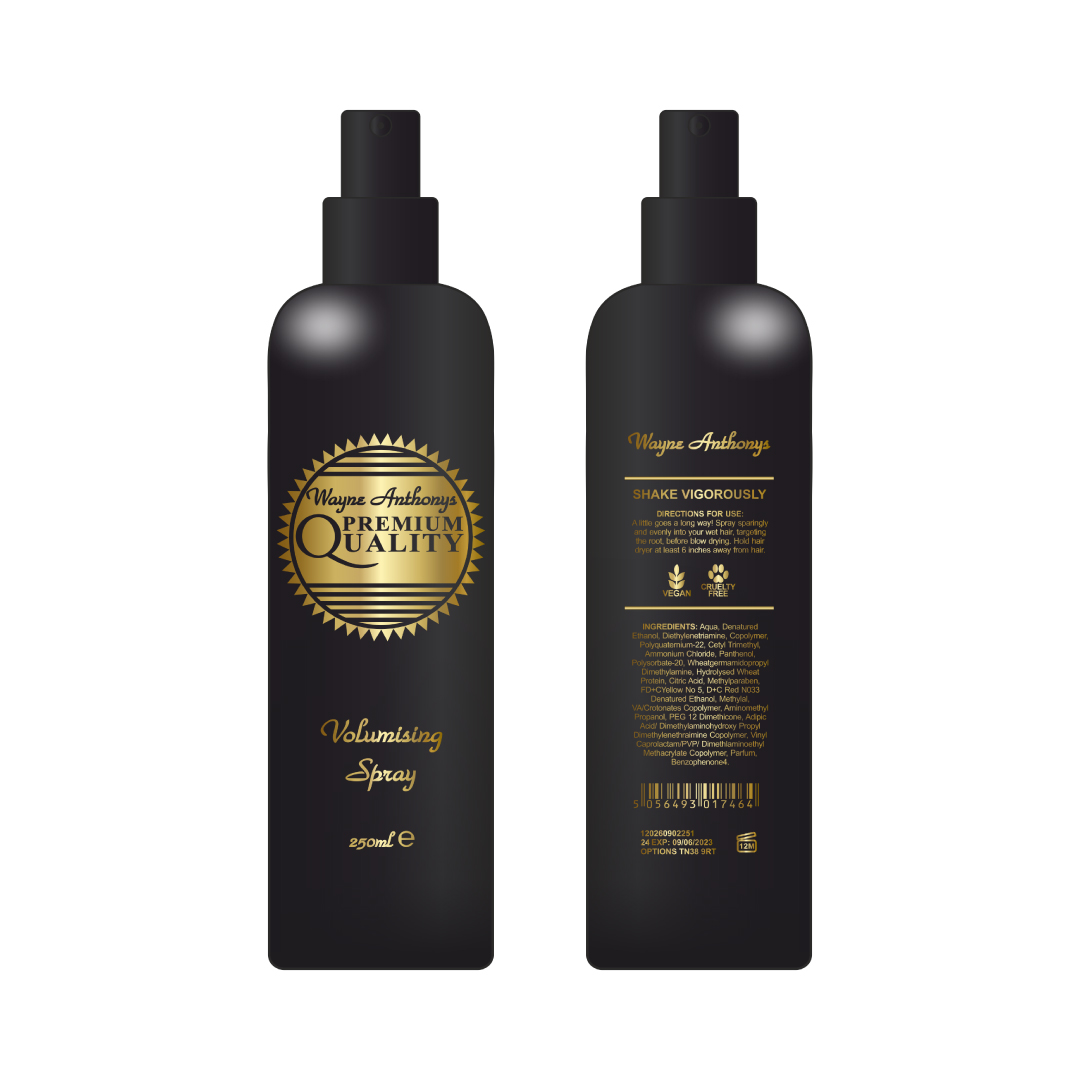 Wayne Anthonys
PREMIUM
QUALITY
Volumising
Spray
250ml ℮
Wayne Anthonys
SHAKE VIGOROUSLY
DIRECTIONS FOR USE:
A little goes a long way! Spray sparingly
and evenly into your wet hair, targeting
the root, before blow drying. Hold hair
dryer at least 6 inches away from hair.
VEGAN
CRUELTY
FREE
INGREDIENTS: Aqua, Denatured
Ethanol, Diethylenetriamine, Copolymer,
Polyquaternium-22, Cetyl Trimethyl,
Ammonium Chloride, Panthenol,
Polysorbate-20, Wheatgermamidopropyl
Dimethylamine, Hydrolysed Wheat
Protein, Citric Acid, Methylparaben,
FD+CYellow No 5, D+C Red N033
Denatured Ethanol, Methylal,
VA/Crotonates Copolymer, Aminomethyl
Propanol, PEG 12 Dimethicone, Adipic
Acid/ Dimethylaminohydroxy Propyl
Dimethylenethraimine Copolymer, Vinyl
Caprolactam/PVP/ Dimethlaminoethyl
Methacrylate Copolymer, Parfum,
Benzophenone4.
5 056493 017464
120260902251
24 EXP: 09/06/2023
OPTIONS TN38 9RT
12M